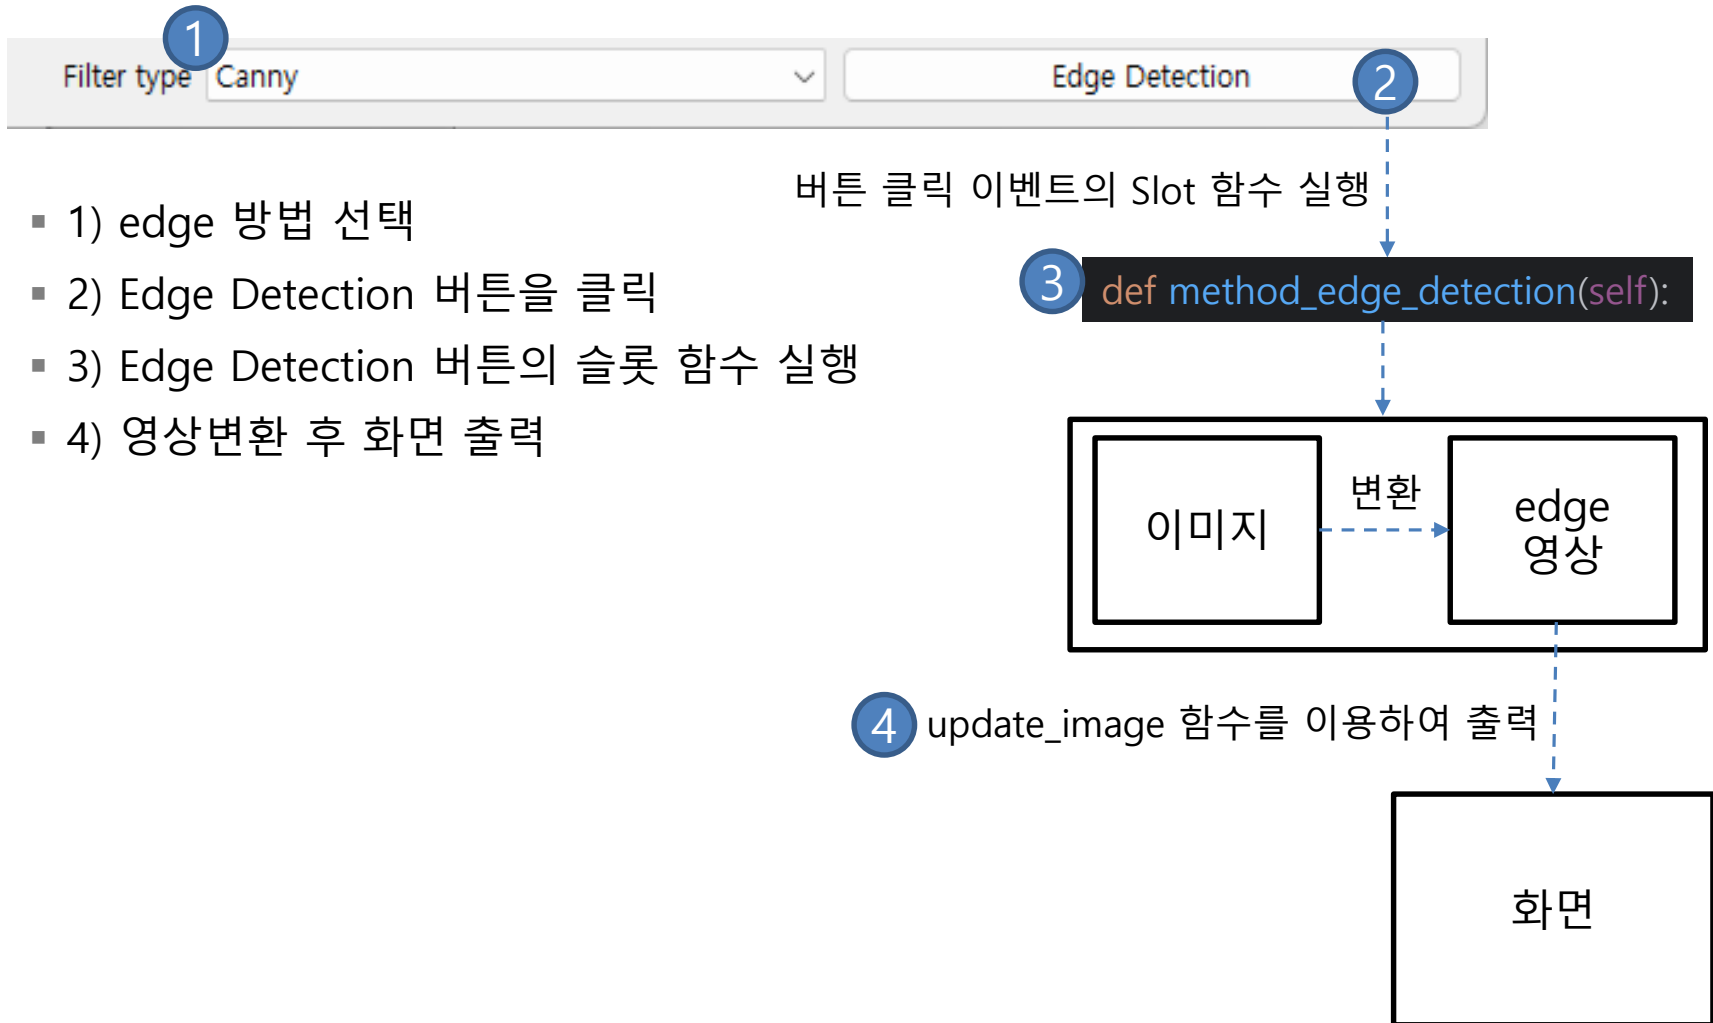 1
Filter type Canny
Edge Detection
2
버튼 클릭 이벤트의 Slot 함수 실행
▪ 1) edge 방법 선택
▪ 2) Edge Detection 버튼을 클릭
▪ 3) Edge Detection 버튼의 슬롯 함수 실행
▪ 4) 영상변환 후 화면 출력
3
def method_edge_detection(self):
이미지
변환
edge
영상
4
update_image 함수를 이용하여 출력
화면